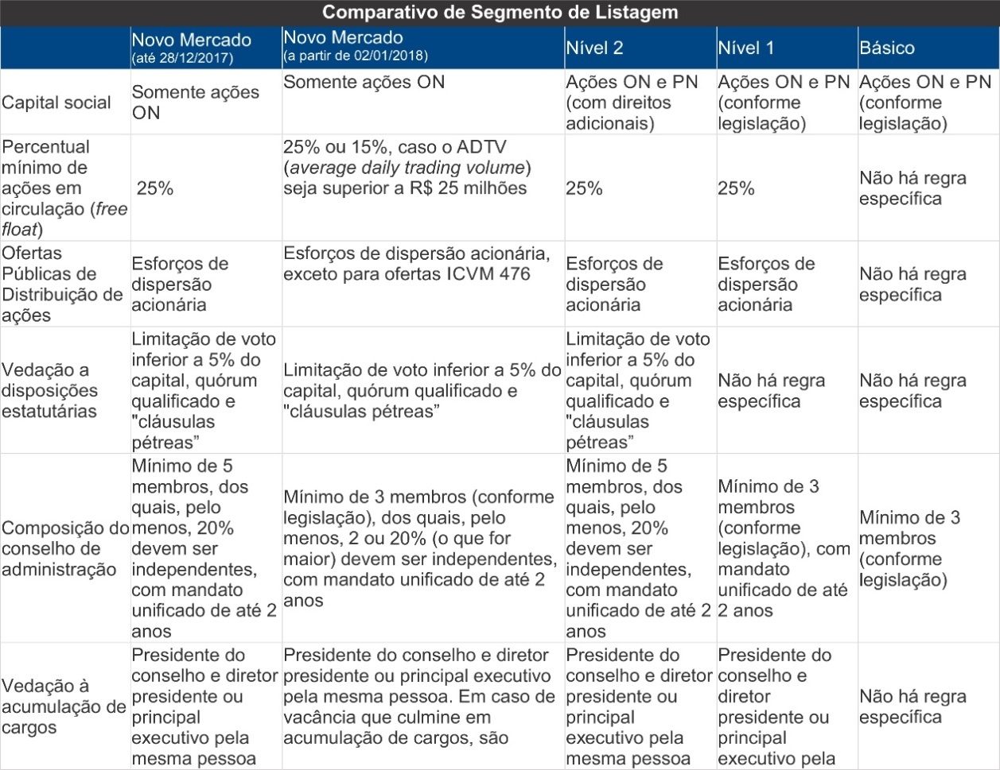 Comparativo de Segmento de Listagem
Novo Mercado
(até 28/12/2017)
Novo Mercado
(a partir de 02/01/2018)
Nível 2
Nível 1
Básico
Capital social
Somente ações
ON
Somente ações ON
Ações ON e PN
(com direitos
adicionais)
Ações ON e PN
(conforme
legislação)
Ações ON e PN
(conforme
legislação)
Percentual
mínimo de
ações em
circulação (free
float)
25%
25% ou 15%, caso o ADTV
(average daily trading volume)
seja superior a R$ 25 milhões
25%
25%
Não há regra
específica
Ofertas
Públicas de
Distribuição de
ações
Esforços de
dispersão
acionária
Esforços de dispersão acionária,
exceto para ofertas ICVM 476
Esforços de
dispersão
acionária
Esforços de
dispersão
acionária
Não há regra
específica
Vedação a
disposições
estatutárias
Limitação de voto
inferior a 5% do
capital, quórum
qualificado e
"cláusulas
pétreas”
Limitação de voto inferior a 5% do
capital, quórum qualificado e
"cláusulas pétreas”
Limitação de voto
inferior a 5% do
capital, quórum
qualificado e
"cláusulas
pétreas”
Não há regra
específica
Não há regra
específica
Composição do
conselho de
administração
Mínimo de 5
membros, dos
quais, pelo
menos, 20%
devem ser
independentes,
com mandato
unificado de até 2
anos
Mínimo de 3 membros (conforme
legislação), dos quais, pelo
menos, 2 ou 20% (o que for
maior) devem ser independentes,
com mandato unificado de até 2
anos
Mínimo de 5
membros, dos
quais, pelo
menos, 20%
devem ser
independentes,
com mandato
unificado de até 2
anos
Mínimo de 3
membros
(conforme
legislação), com
mandato
unificado de até
2 anos
Mínimo de 3
membros
(conforme
legislação)
Vedação à
acumulação de
cargos
Presidente do
conselho e diretor
presidente ou
principal
executivo pela
mesma pessoa
Presidente do conselho e diretor
presidente ou principal executivo
pela mesma pessoa. Em caso de
vacância que culmine em
acumulação de cargos, são
Presidente do
conselho e diretor
presidente ou
principal
executivo pela
mesma pessoa
Presidente do
conselho e
diretor
presidente ou
principal
executivo pela
Não há regra
específica